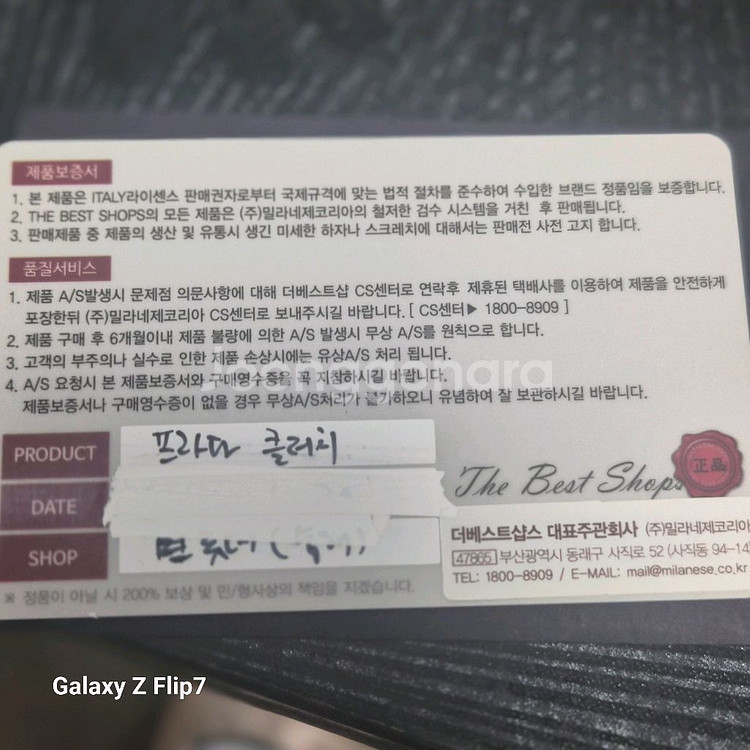 제품보증서
1. 본 제품은 ITALY라이센스 판매권자로부터 국제규격에 맞는 법적 절차를 준수하여 수입한 브랜드 정품임을 보증합니다.
2. THE BEST SHOPS의 모든 제품은 (주)밀라네제코리아의 철저한 검수 시스템을 거친 후 판매됩니다.
3. 판매제품 중 제품의 생산 및 유통시 생긴 미세한 하자나 스크레치에 대해서는 판매전 사전 고지 합니다.
품질서비스
1. 제품 A/S발생시 문제점 의문사항에 대해 더베스트샵 CS센터로 연락후 제휴된 택배사를 이용하여 제품을 안전하게
포장한뒤 (주)밀라네제코리아 CS센터로 보내주시길 바랍니다. [ CS센터▶ 1800-8909 ]
2. 제품 구매 후 6개월이내 제품 불량에 의한 A/S 발생시 무상 A/S를 원칙으로 합니다.
3. 고객의 부주의나 실수로 인한 제품 손상시에는 유상A/S 처리 됩니다.
4. A/S 요청시 본 제품보증서와 구매영수증을 꼭 지참하시길 바랍니다.
제품보증서나 구매영수증이 없을 경우 무상A/S처리가 불가하오니 유념하여 잘 보관하시길 바랍니다.
Joonggonara
PRODUCT 프라다 클러치
DATE
SHOP
The Best Shops
正品
더베스트샵스 대표주관회사 (주)밀라네제코리아
47865 부산광역시 동래구 사직로 52 (사직동 94-14
TEL: 1800-8909 / E-MAIL: mail@milanese.co.kr
※ 정품이 아닐 시 200% 보상 및 민/형사상의 책임을 지겠습니다.
Galaxy Z Flip7